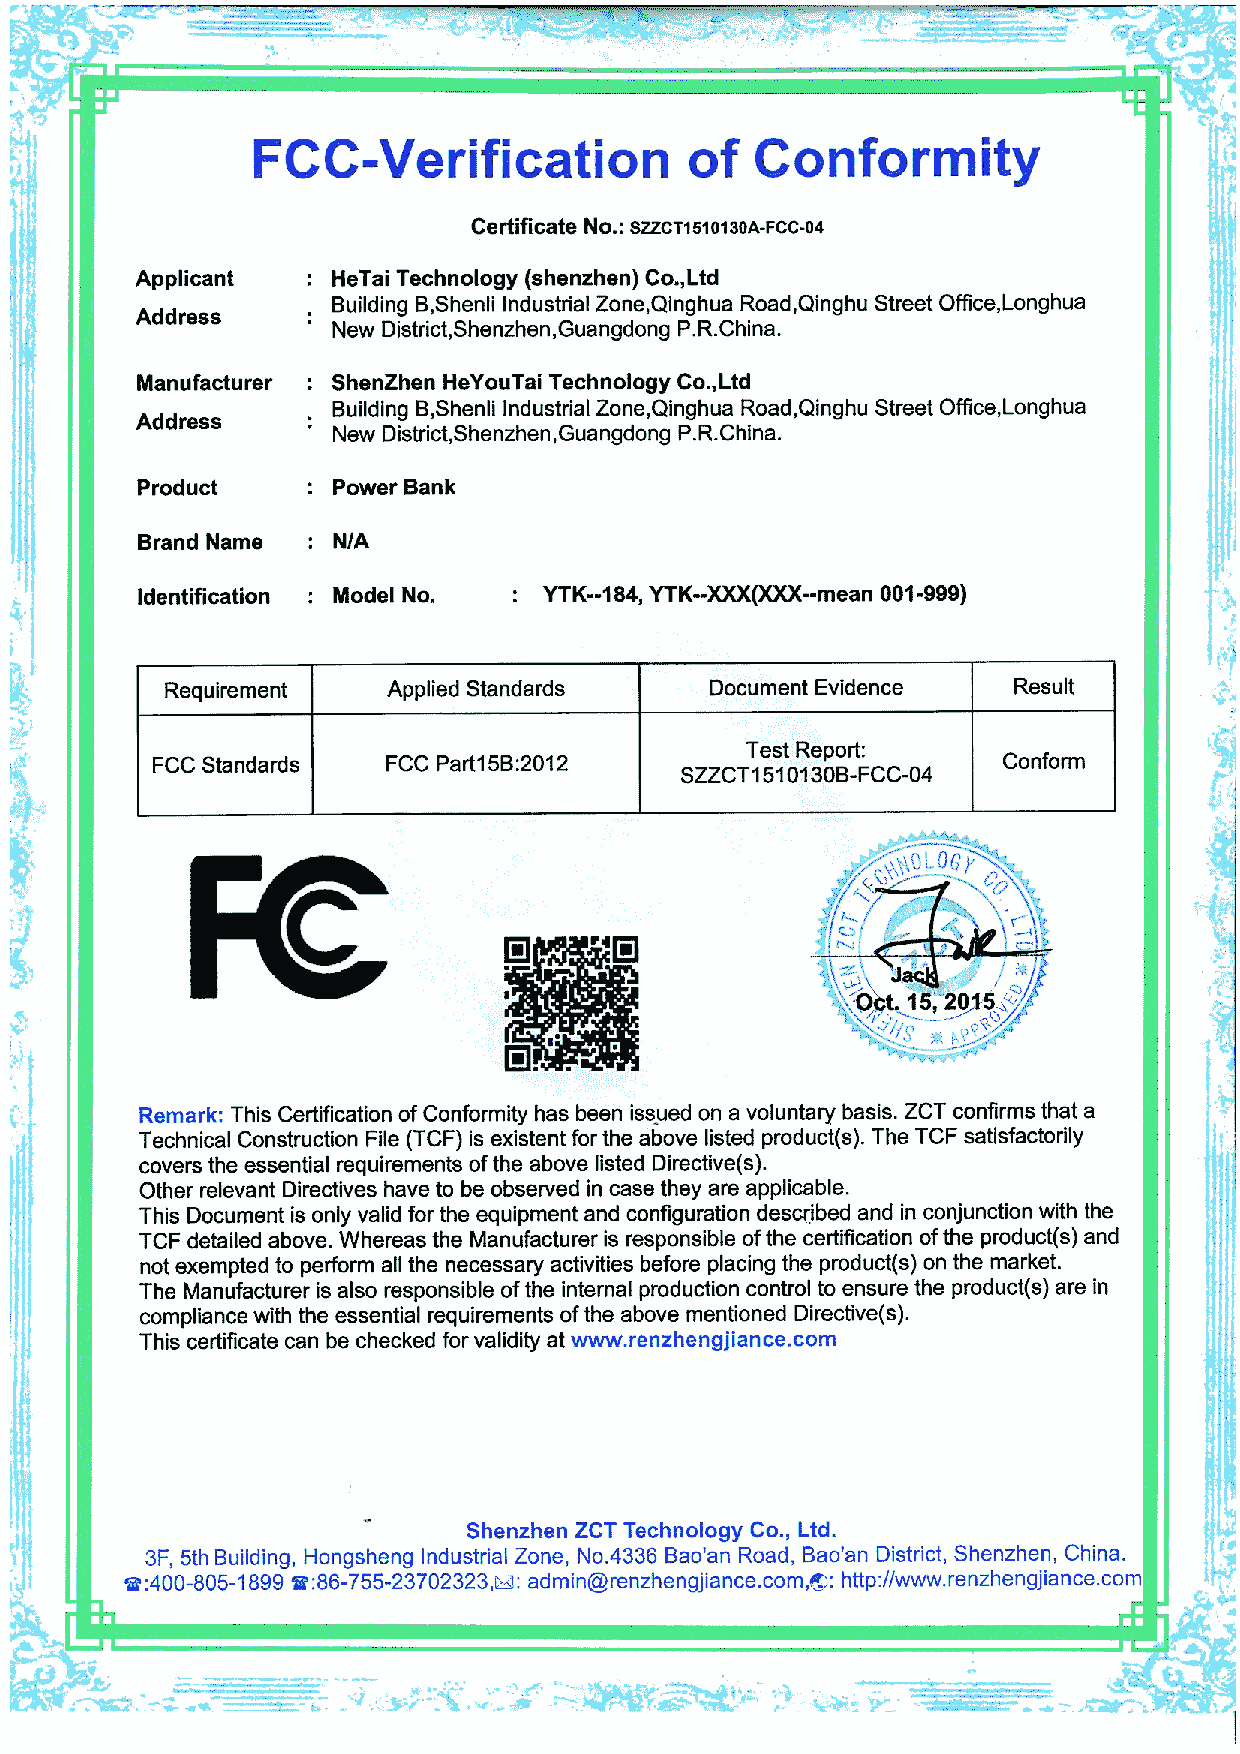 FCC-Verification of Conformity
Certificate No.: SZZCT1510130A-FCC-04
Applicant : HeTai Technology (shenzhen) Co.,Ltd
Address : Building B,Shenli Industrial Zone,Qinghua Road,Qinghu Street Office,Longhua
New District,Shenzhen,Guangdong P.R.China.
Manufacturer : ShenZhen HeYouTai Technology Co.,Ltd
Address : Building B,Shenli Industrial Zone,Qinghua Road,Qinghu Street Office,Longhua
New District,Shenzhen,Guangdong P.R.China.
Product : Power Bank
Brand Name : N/A
Identification : Model No. : YTK--184, YTK--XXX(XXX--mean 001-999)
Requirement Applied Standards Document Evidence Result
FCC Standards FCC Part15B:2012 Test Report: Conform
SZZCT1510130B-FCC-04
FC
SHENZHEN ZCT TECHNOLOGY CO., LTD
* APPROVED *
Jack
Oct. 15, 2015
Remark: This Certification of Conformity has been issued on a voluntary basis. ZCT confirms that a
Technical Construction File (TCF) is existent for the above listed product(s). The TCF satisfactorily
covers the essential requirements of the above listed Directive(s).
Other relevant Directives have to be observed in case they are applicable.
This Document is only valid for the equipment and configuration described and in conjunction with the
TCF detailed above. Whereas the Manufacturer is responsible of the certification of the product(s) and
not exempted to perform all the necessary activities before placing the product(s) on the market.
The Manufacturer is also responsible of the internal production control to ensure the product(s) are in
compliance with the essential requirements of the above mentioned Directive(s).
This certificate can be checked for validity at www.renzhengjiance.com
Shenzhen ZCT Technology Co., Ltd.
3F, 5th Building, Hongsheng Industrial Zone, No.4336 Bao'an Road, Bao'an District, Shenzhen, China.
☎:400-805-1899 ☎:86-755-23702323,✉: admin@renzhengjiance.com,: http://www.renzhengjiance.com